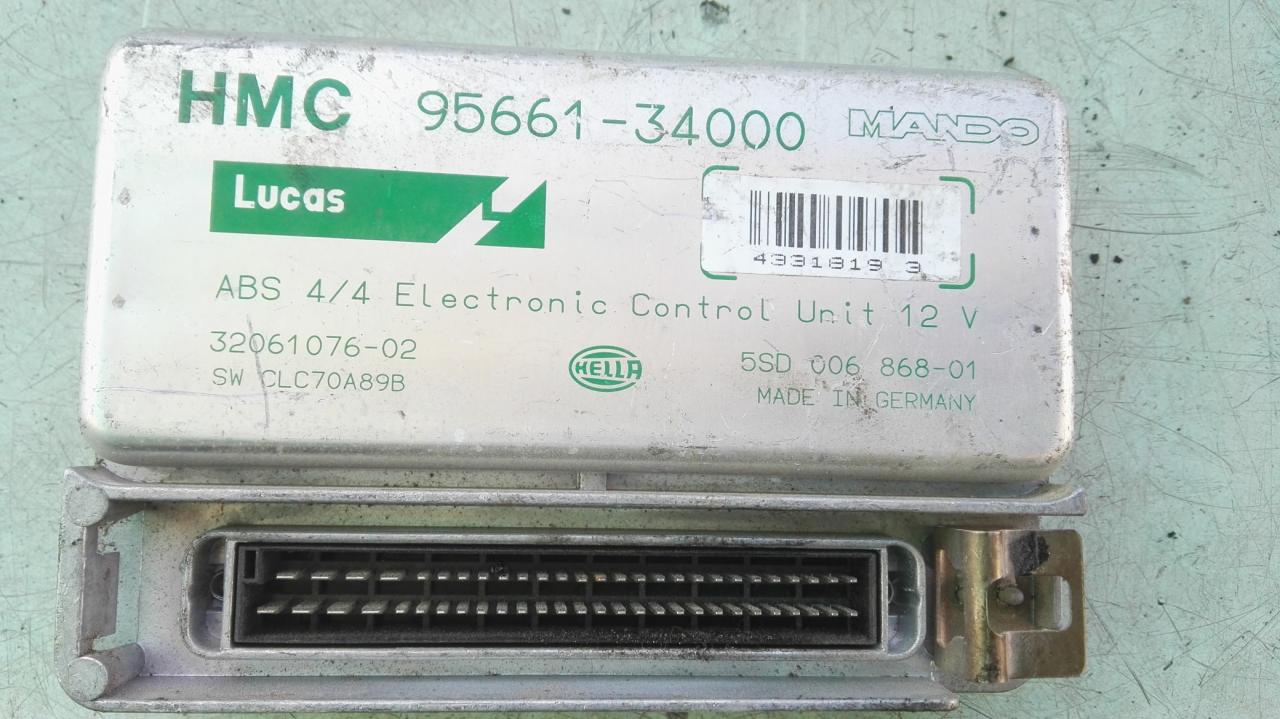 HMC 95661-34000 MANDO
Lucas
4331819 3
ABS 4/4 Electronic Control Unit 12 V
32061076-02
SW CLC70A89B
HELLA
5SD 006 868-01
MADE IN GERMANY